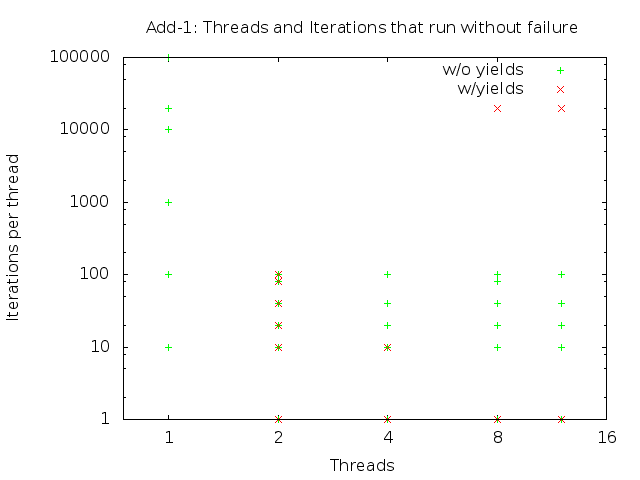 Add-1: Threads and Iterations that run without failure
w/o yields
w/yields
Iterations per thread
100000
10000
1000
100
10
1
1 2 4 8 16
Threads